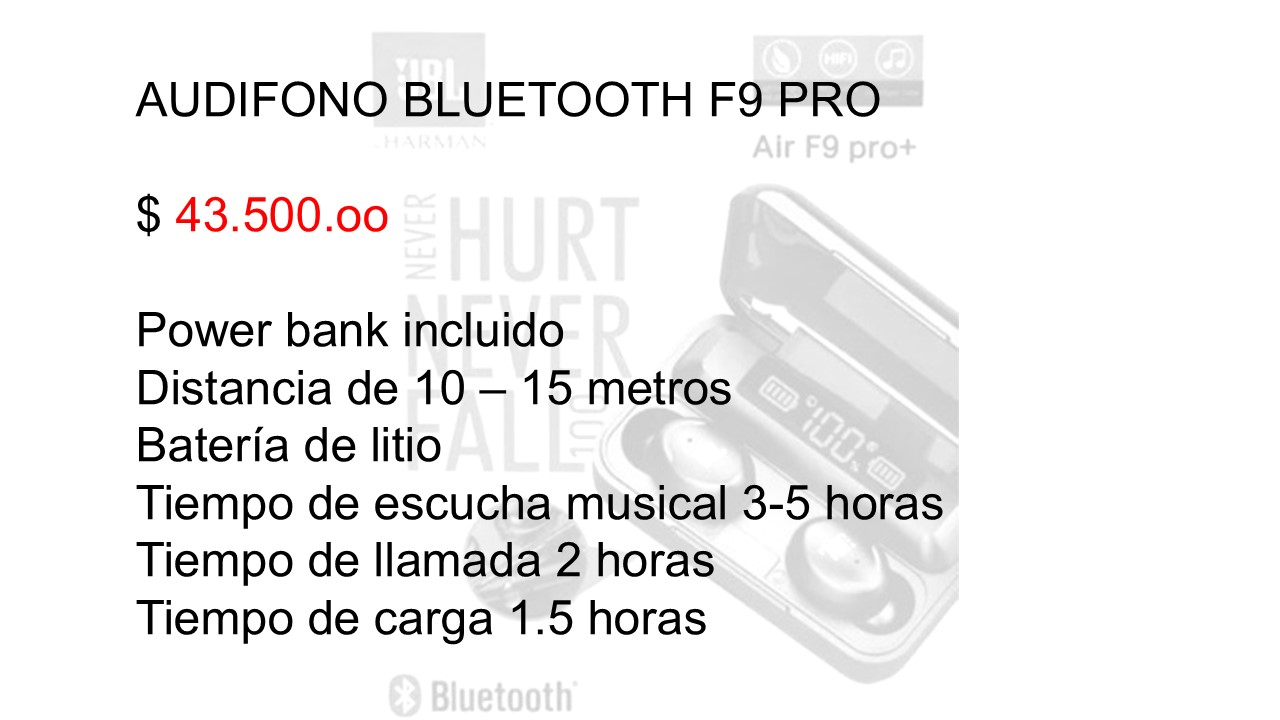 JBL
HARMAN
HIFI
AUDIFONO BLUETOOTH F9 PRO
Air F9 pro+
$ 43.500.oo
NEVER
HURT
NEVER
FALL
100
Power bank incluido
Distancia de 10 – 15 metros
100%
Batería de litio
Tiempo de escucha musical 3-5 horas
Tiempo de llamada 2 horas
Tiempo de carga 1.5 horas
Bluetooth